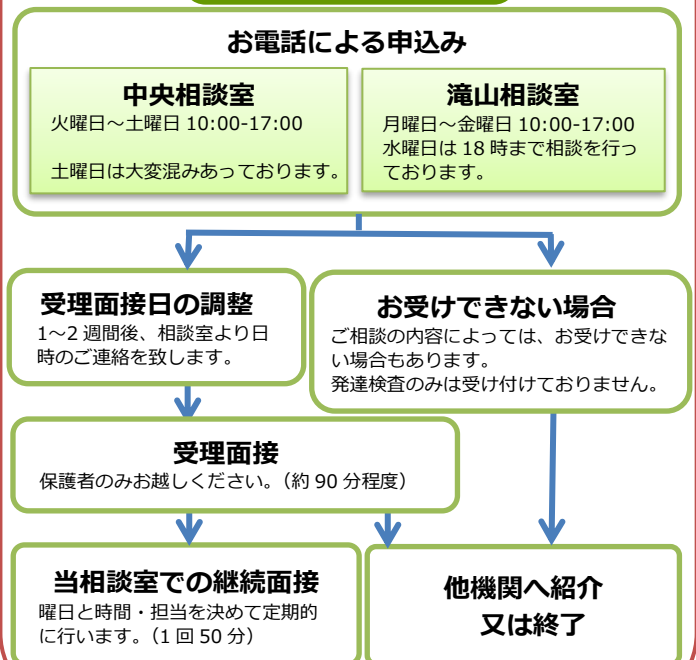 お電話による申込み
中央相談室
火曜日～土曜日 10:00-17:00
土曜日は大変混みあっております。
滝山相談室
月曜日～金曜日 10:00-17:00
水曜日は 18 時まで相談を行っ
ております。
受理面接日の調整
1～2 週間後、相談室より日
時のご連絡を致します。
お受けできない場合
ご相談の内容によっては、お受けできな
い場合もあります。
発達検査のみは受け付けておりません。
受理面接
保護者のみお越しください。（約 90 分程度）
当相談室での継続面接
曜日と時間・担当を決めて定期的
に行います。（1 回 50 分）
他機関へ紹介
又は終了